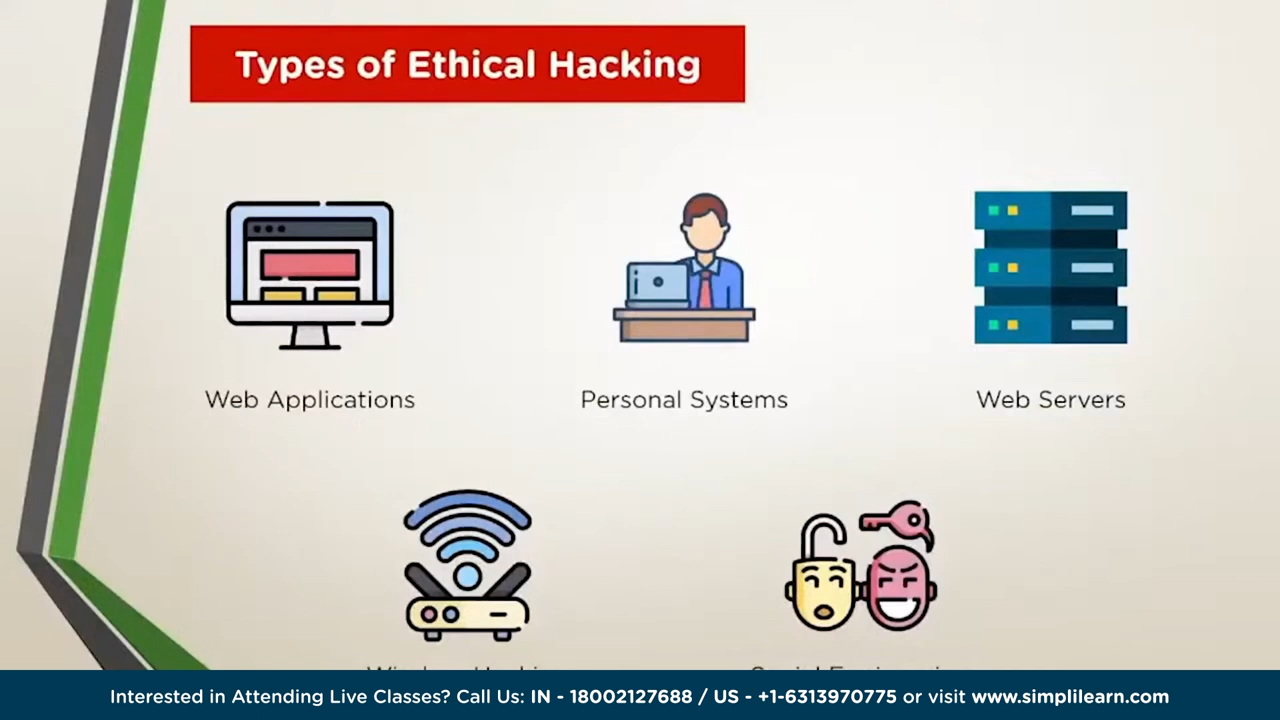 Types of Ethical Hacking
Web Applications
Personal Systems
Web Servers
Interested in Attending Live Classes? Call Us: IN - 18002127688 / US - +1-6313970775 or visit www.simplilearn.com